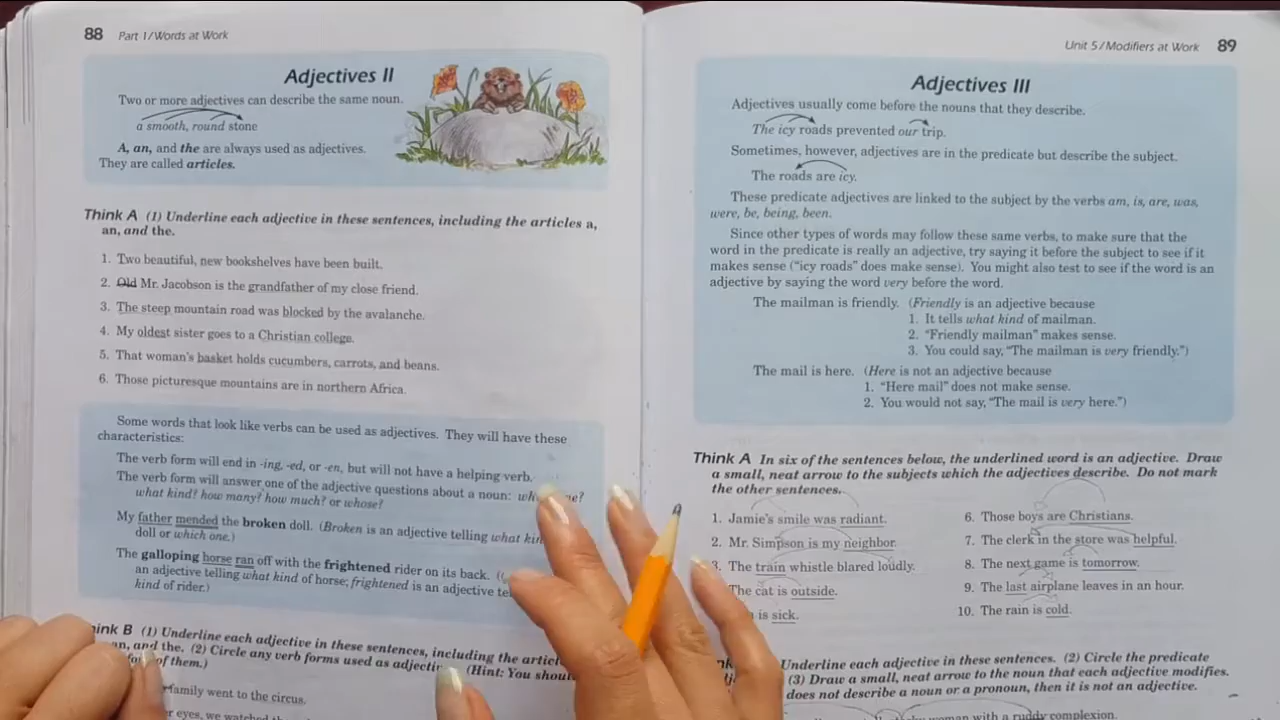 88 Part 1/Words at Work
Adjectives II
Two or more adjectives can describe the same noun.
a smooth, round stone
A, an, and the are always used as adjectives.
They are called articles.
Think A (1) Underline each adjective in these sentences, including the articles a,
an, and the.
1. Two beautiful, new bookshelves have been built.
2. Old Mr. Jacobson is the grandfather of my close friend.
3. The steep mountain road was blocked by the avalanche.
4. My oldest sister goes to a Christian college.
5. That woman's basket holds cucumbers, carrots, and beans.
6. Those picturesque mountains are in northern Africa.
Some words that look like verbs can be used as adjectives. They will have these
characteristics:
The verb form will end in -ing, -ed, or -en, but will not have a helping verb.
The verb form will answer one of the adjective questions about a noun:
what kind? how many? how much? or whose?
My father mended the broken doll. (Broken is an adjective telling what
doll or which one.)
The galloping horse ran off with the frightened rider on its back.
an adjective telling what kind of horse; frightened is an adjective
kind of rider.)
B (1) Underline each adjective in these sentences, including the
and the. (2) Circle any verb forms used as (Hint: You
of them.)
family went to the circus.
eyes, we watched the
Unit 5/Modifiers at Work 89
Adjectives III
Adjectives usually come before the nouns that they describe.
The icy roads prevented our trip.
Sometimes, however, adjectives are in the predicate but describe the subject.
The roads are icy.
These predicate adjectives are linked to the subject by the verbs am, is, are, was,
were, be, being, been.
Since other types of words may follow these same verbs, to make sure that the
word in the predicate is really an adjective, try saying it before the subject to see if it
makes sense ("icy roads" does make sense). You might also test to see if the word is an
adjective by saying the word very before the word.
The mailman is friendly. (Friendly is an adjective because
1. It tells what kind of mailman.
2. "Friendly mailman" makes sense.
3. You could say, "The mailman is very friendly.")
The mail is here. (Here is not an adjective because
1. "Here mail" does not make sense.
2. You would not say, "The mail is very here.")
Think A In six of the sentences below, the underlined word is an adjective. Draw
a small, neat arrow to the subjects which the adjectives describe. Do not mark
the other sentences.
1. Jamie's smile was radiant.
2. Mr. Simpson is my neighbor.
3. The train whistle blared loudly.
The cat is outside.
is sick.
6. Those boys are Christians.
7. The clerk in the store was helpful.
8. The next game is tomorrow.
9. The last airplane leaves in an hour.
10. The rain is cold.
Underline each adjective in these sentences. (2) Circle the predicate
(3) Draw a small, neat arrow to the noun that each adjective modifies.
does not describe a noun or a pronoun, then it is not an adjective.
woman with a ruddy complexion.